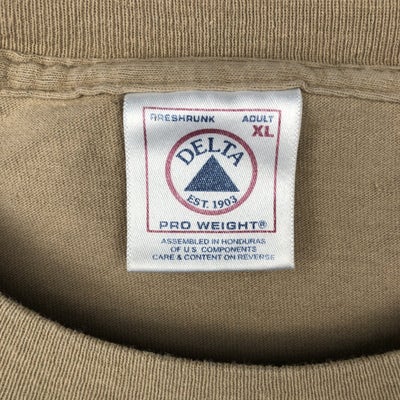 PRESHRUNK ADULT
XL
DELTA
EST. 1903
PRO WEIGHT®
ASSEMBLED IN HONDURAS
OF U.S. COMPONENTS
CARE & CONTENT ON REVERSE